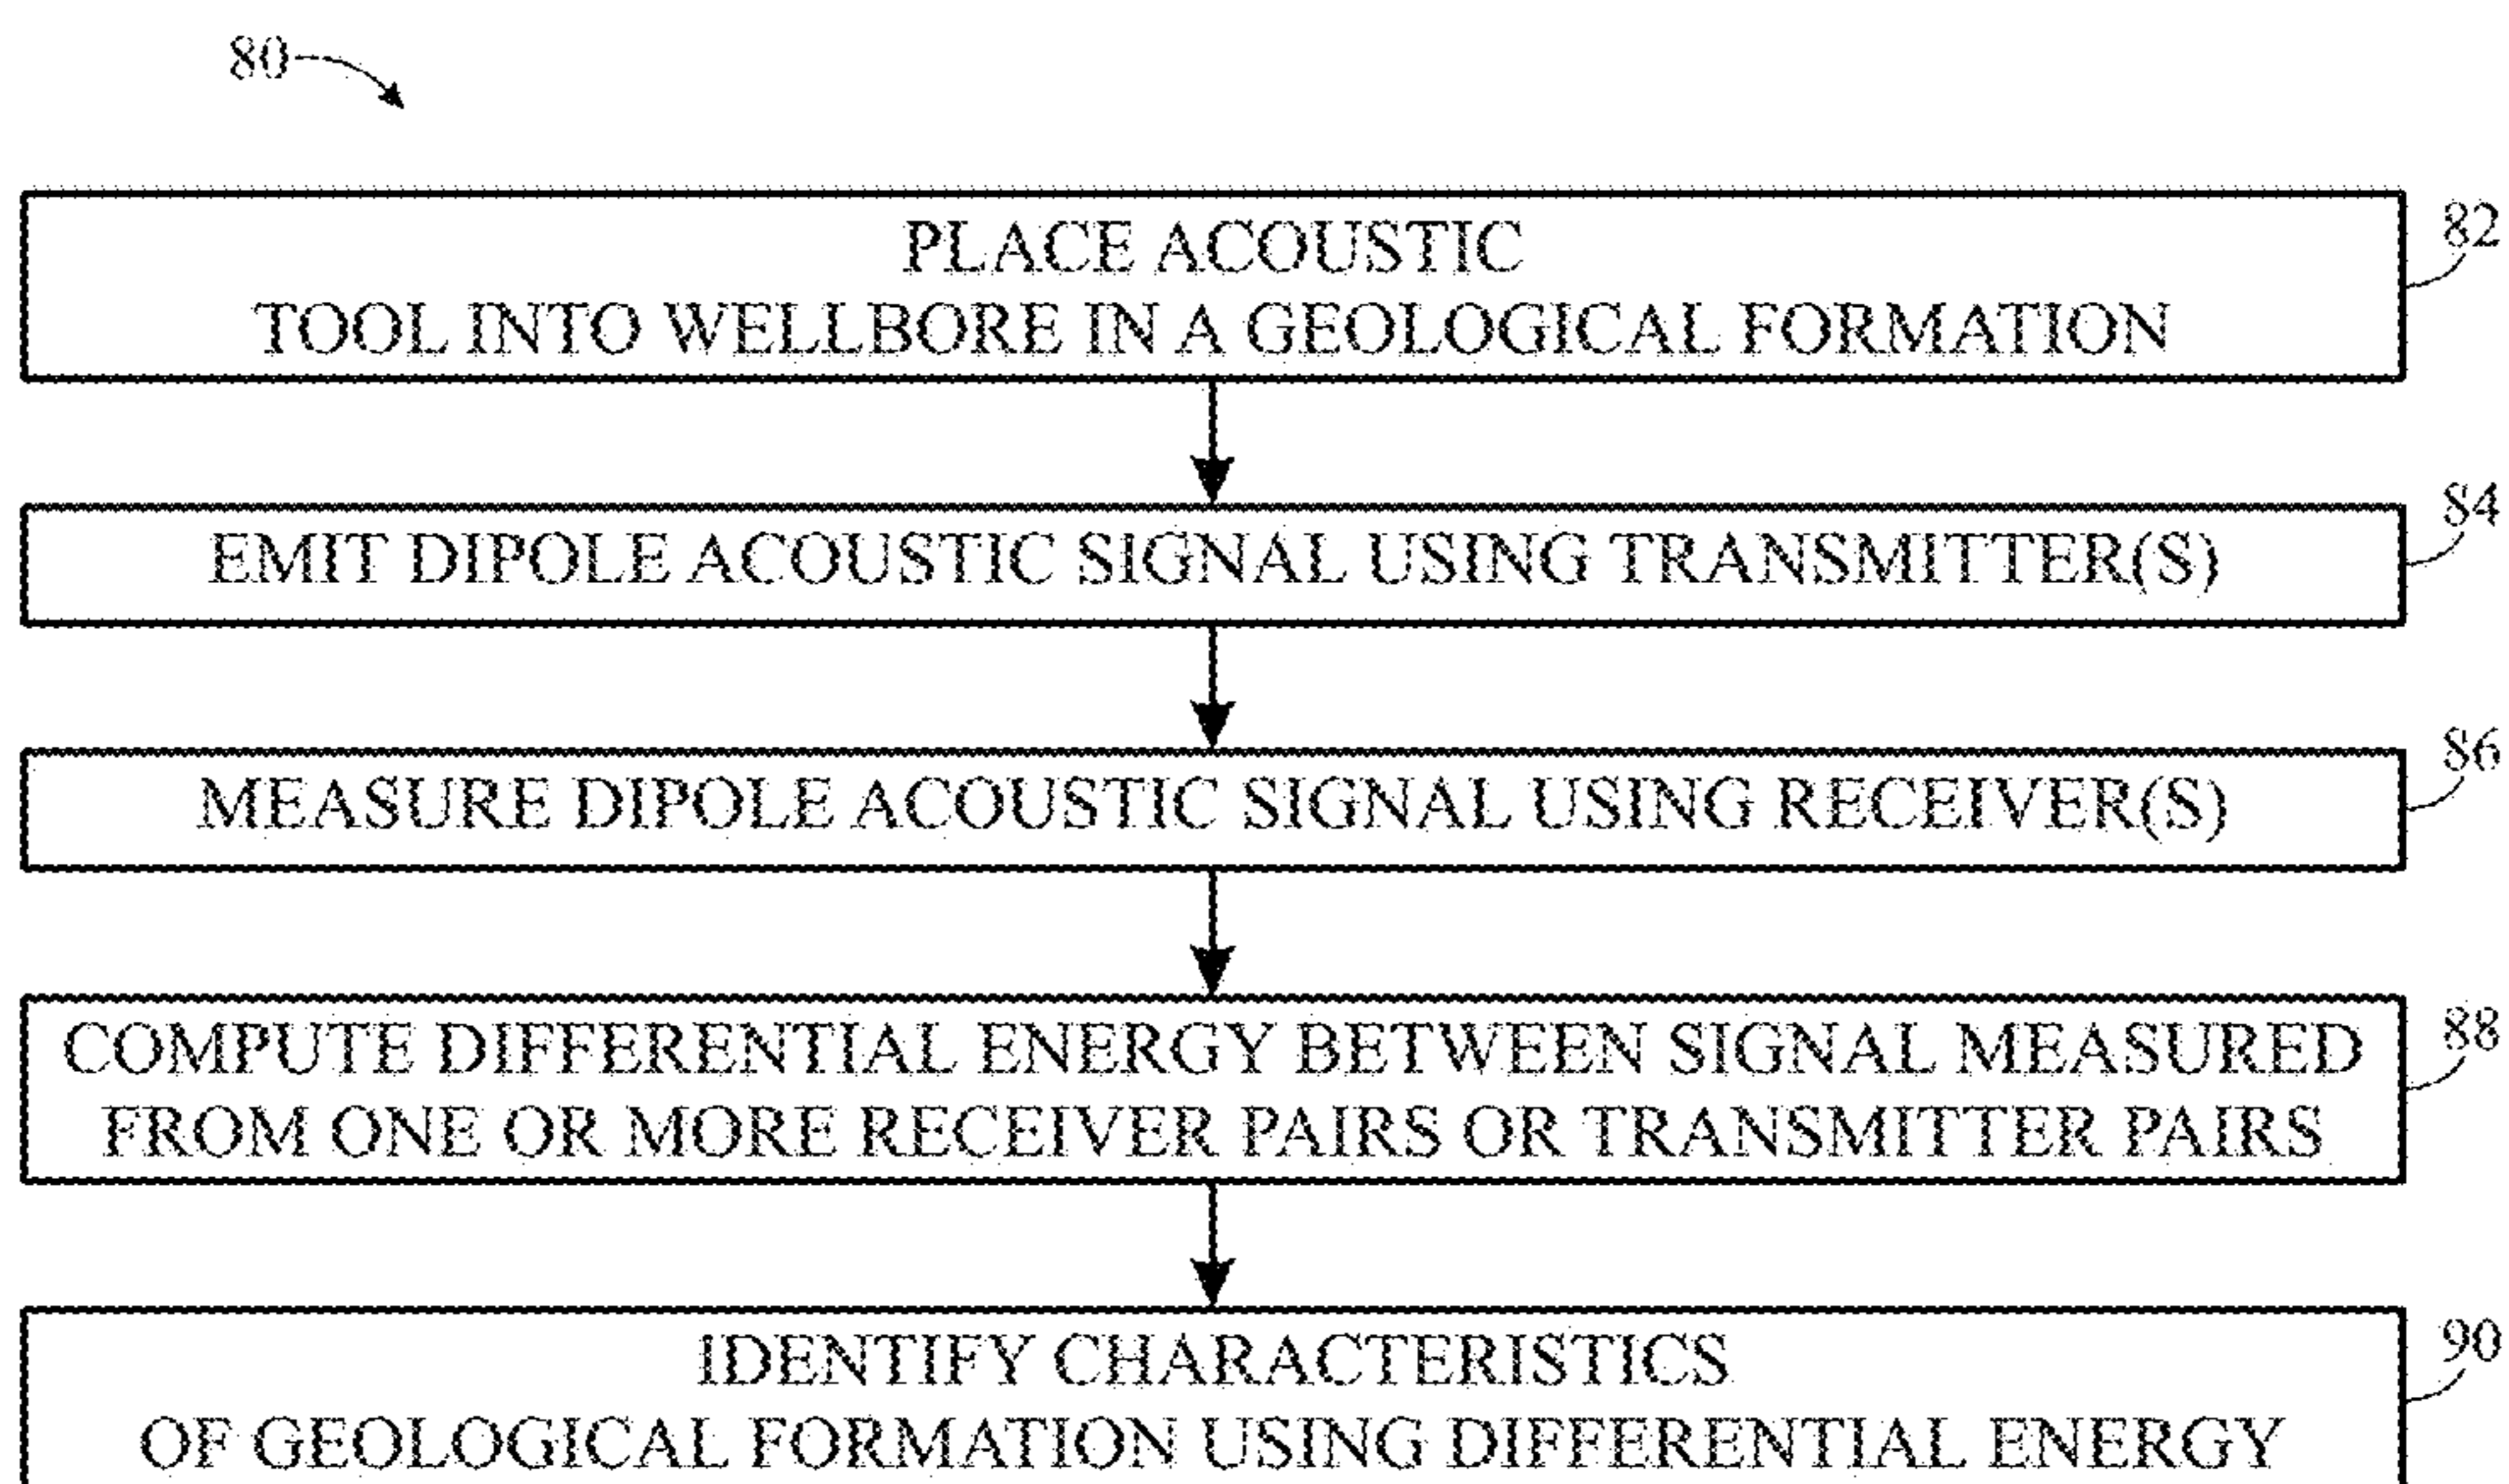 80
PLACE ACOUSTIC
TOOL INTO WELLBORE IN A GEOLOGICAL FORMATION
82
EMIT DIPOLE ACOUSTIC SIGNAL USING TRANSMITTER(S)
84
MEASURE DIPOLE ACOUSTIC SIGNAL USING RECEIVER(S)
86
COMPUTE DIFFERENTIAL ENERGY BETWEEN SIGNAL MEASURED
FROM ONE OR MORE RECEIVER PAIRS OR TRANSMITTER PAIRS
88
IDENTIFY CHARACTERISTICS
OF GEOLOGICAL FORMATION USING DIFFERENTIAL ENERGY
90